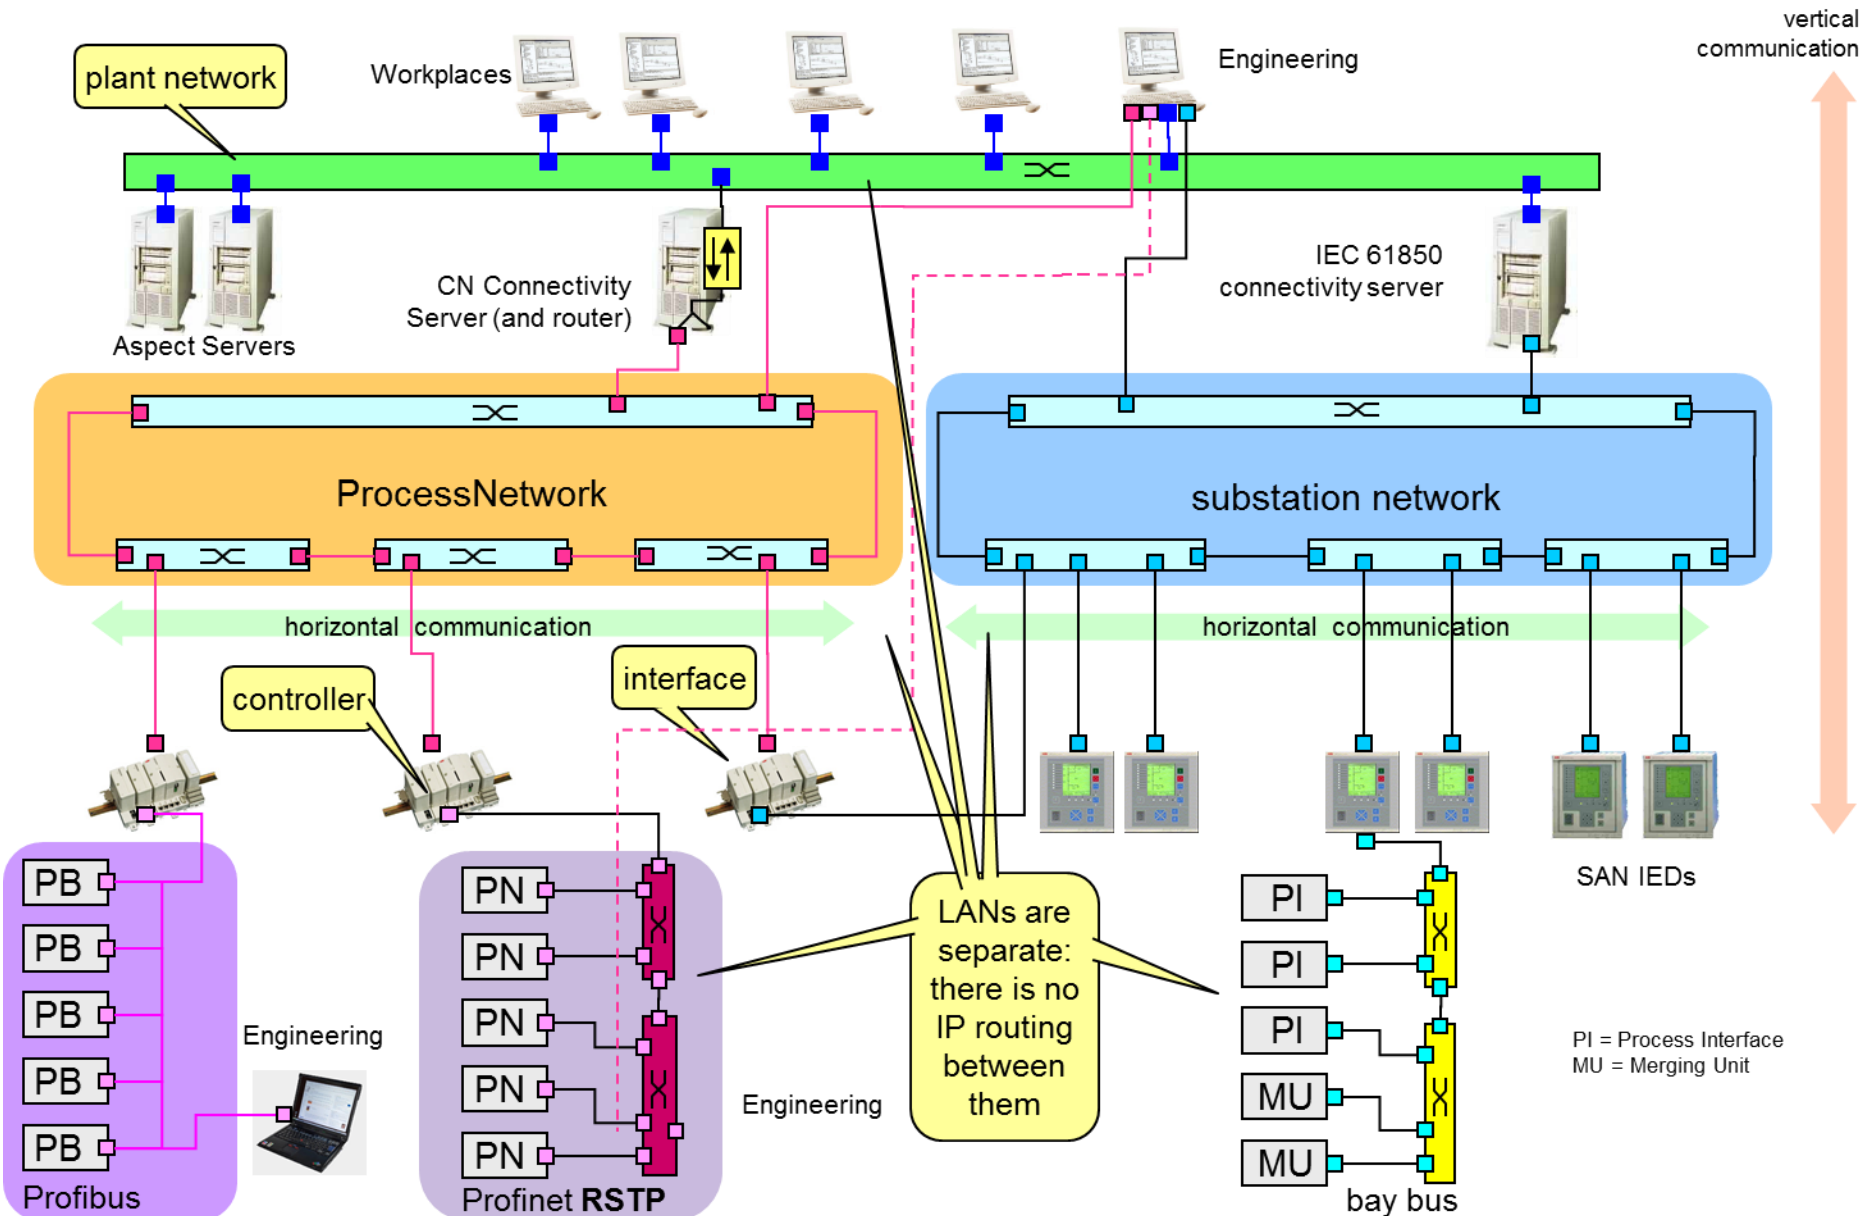 vertical
communication
plant network
Workplaces
Engineering
CN Connectivity
Server (and router)
IEC 61850
connectivity server
Aspect Servers
ProcessNetwork
substation network
horizontal communication
horizontal communication
controller
interface
SAN IEDs
PB
PB
PB
PB
PB
Profibus
Engineering
PN
PN
PN
PN
PN
Profinet RSTP
Engineering
LANs are
separate:
there is no
IP routing
between
them
PI
PI
PI
MU
MU
bay bus
PI = Process Interface
MU = Merging Unit